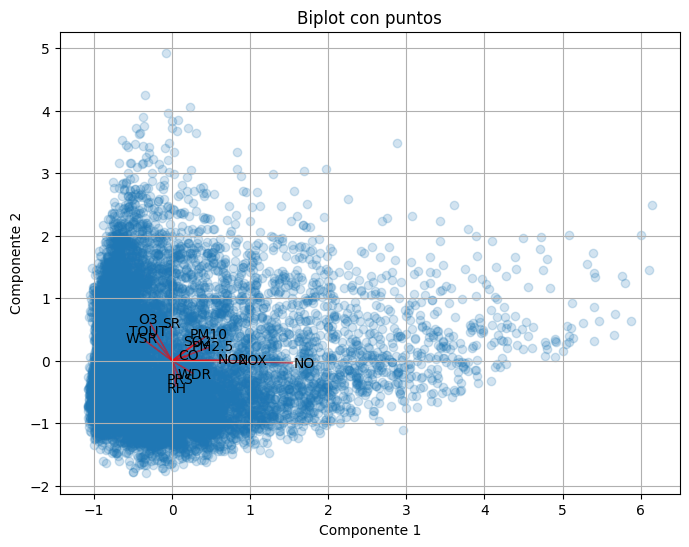 Biplot con puntos
Componente 2
5
4
3
2
1
0
−1
−2
O3
SR
TOUT
WSR
PM10
SO2
PM2.5
CO
NO2
NOX
NO
WDR
PRS
RH
−1
0
1
2
3
4
5
6
Componente 1